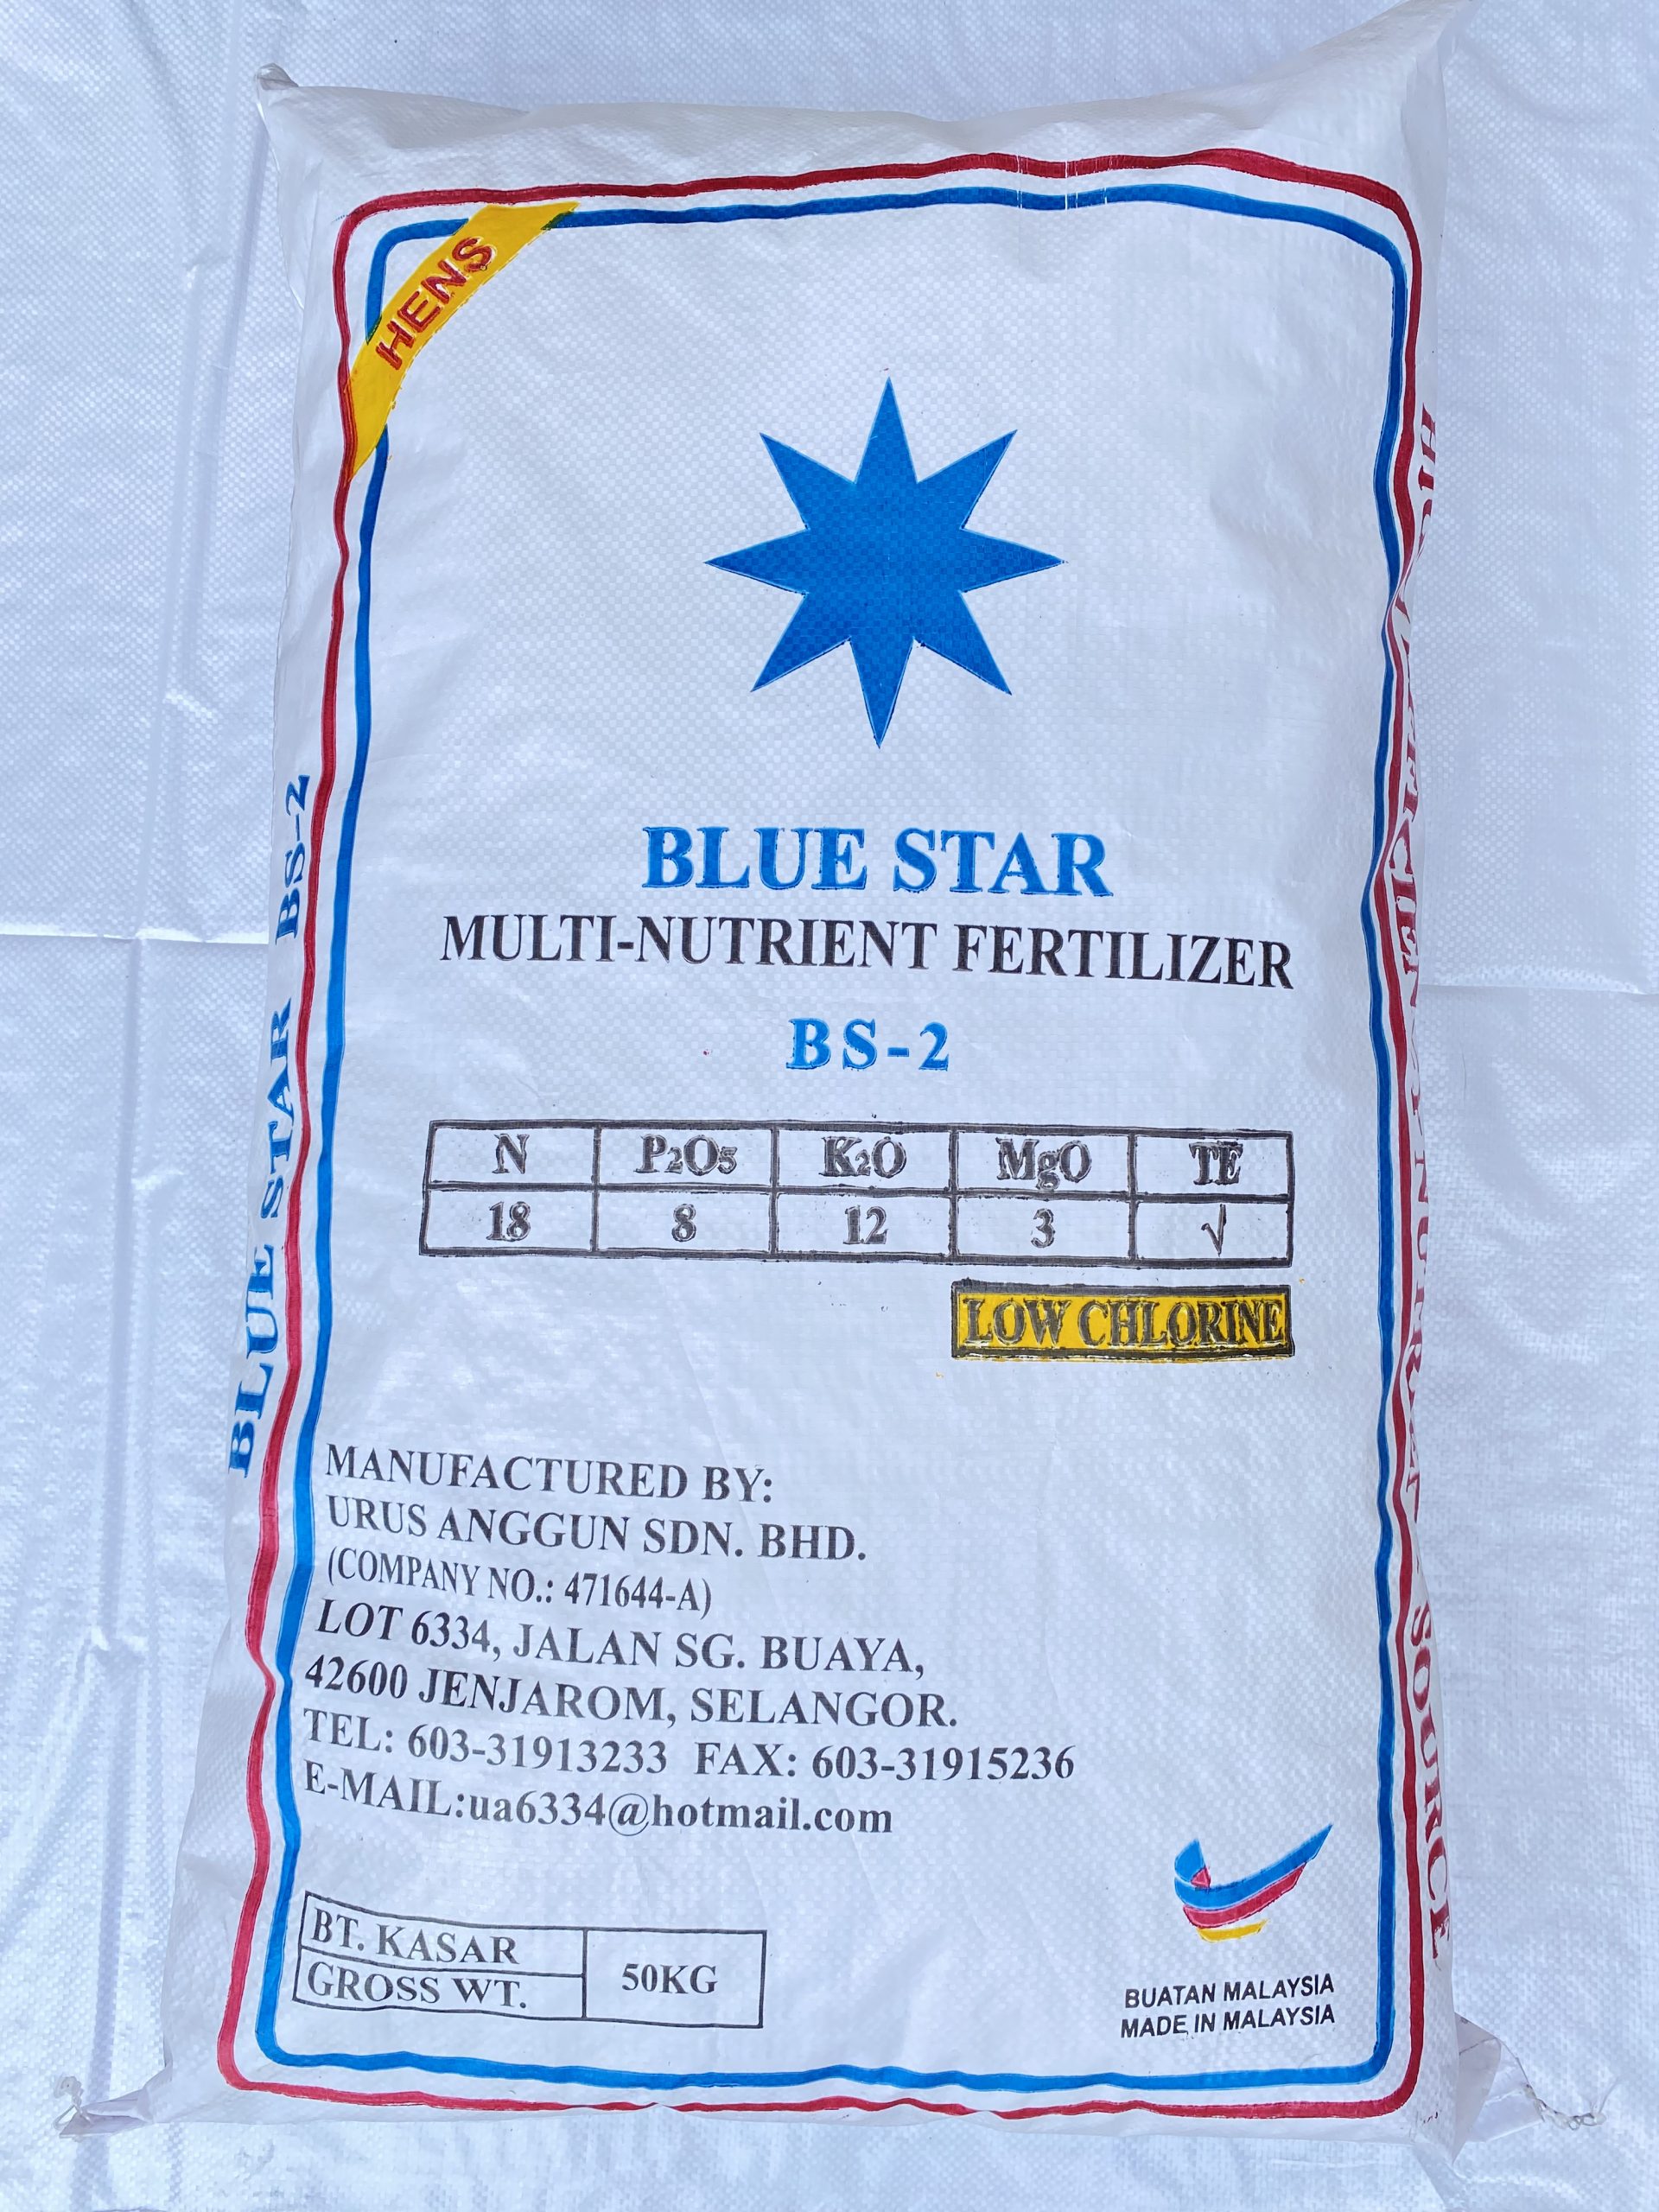 HENS
BLUE STAR
MULTI-NUTRIENT FERTILIZER
BS-2
N P₂O₅ K₂O MgO TE
18 8 12 3 √
LOW CHLORINE
MANUFACTURED BY:
URUS ANGGUN SDN. BHD.
(COMPANY NO.: 471644-A)
LOT 6334, JALAN SG. BUAYA,
42600 JENJAROM, SELANGOR.
TEL: 603-31913233 FAX: 603-31915236
E-MAIL:ua6334@hotmail.com
BT. KASAR
GROSS WT.
50KG
BUATAN MALAYSIA
MADE IN MALAYSIA
BLUE STAR BS-2
SOURCE